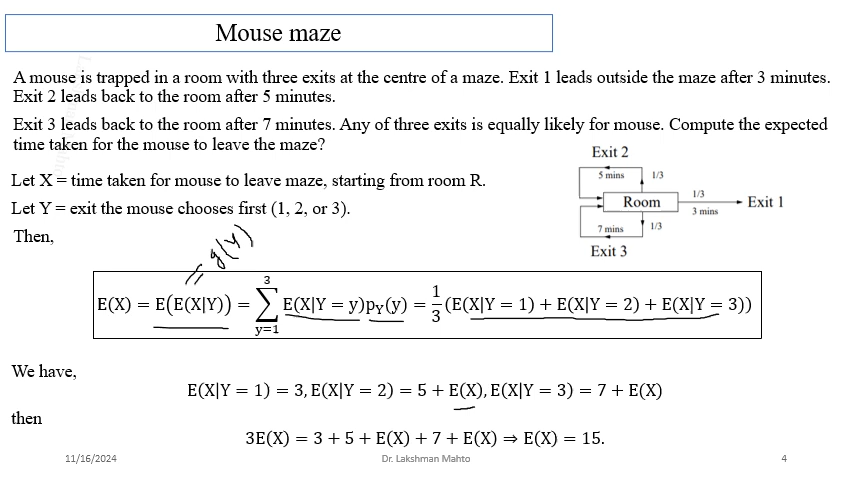 Mouse maze
A mouse is trapped in a room with three exits at the centre of a maze. Exit 1 leads outside the maze after 3 minutes.
Exit 2 leads back to the room after 5 minutes.
Exit 3 leads back to the room after 7 minutes. Any of three exits is equally likely for mouse. Compute the expected
time taken for the mouse to leave the maze?
Exit 2
5 mins 1/3
Room 1/3 Exit 1
3 mins
7 mins 1/3
Exit 3
Let X = time taken for mouse to leave maze, starting from room R.
Let Y = exit the mouse chooses first (1, 2, or 3).
Then,
= g(Y)
E(X) = E(E(X|Y)) = ∑_{y=1}^{3} E(X|Y = y)p_Y(y) = 1/3 (E(X|Y = 1) + E(X|Y = 2) + E(X|Y = 3))
We have,
E(X|Y = 1) = 3, E(X|Y = 2) = 5 + E(X), E(X|Y = 3) = 7 + E(X)
then
3E(X) = 3 + 5 + E(X) + 7 + E(X) ⇒ E(X) = 15.
11/16/2024 Dr. Lakshman Mahto 4